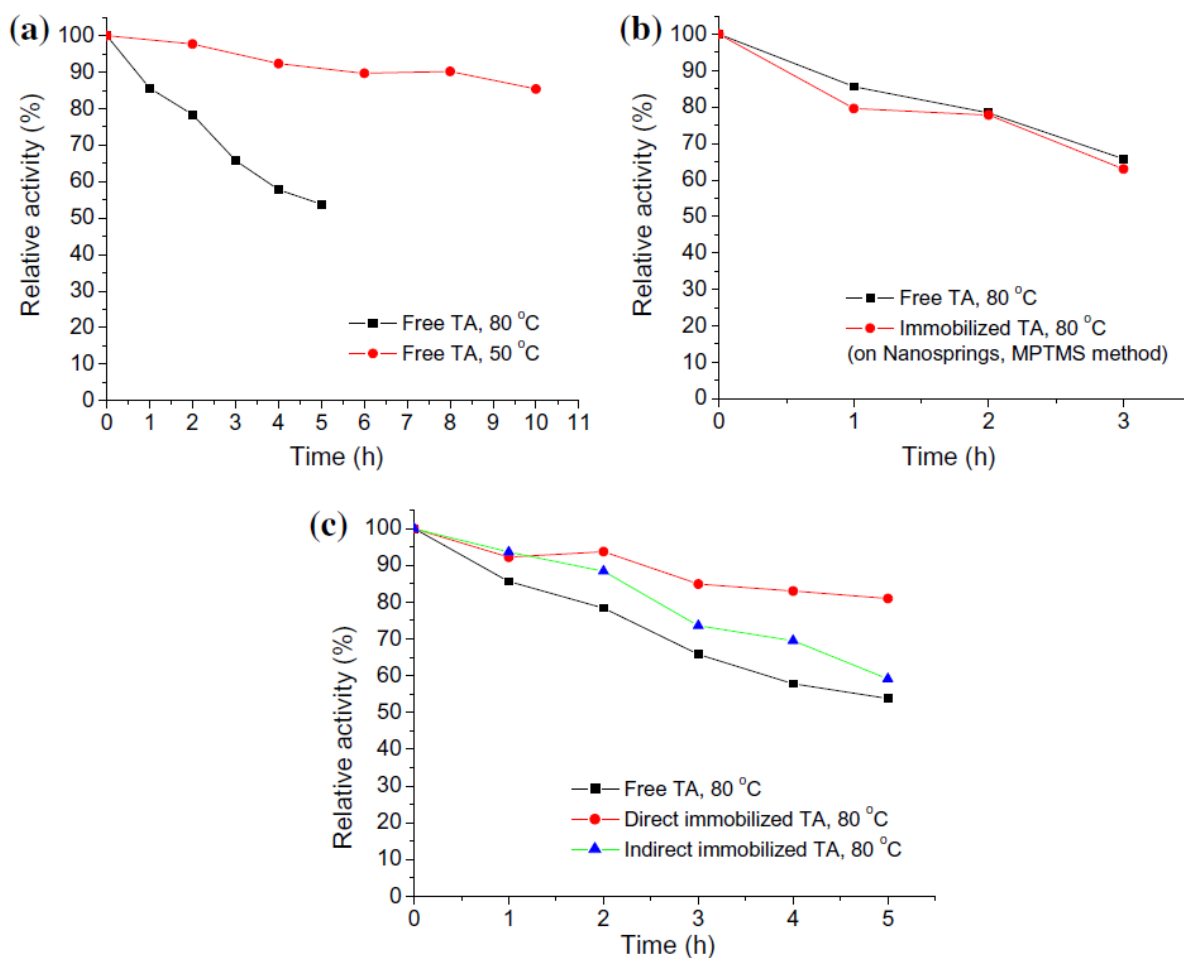 (a)
100
90
80
70
60
50
40
30
20
10
0
Relative activity (%)
Free TA, 80 °C
Free TA, 50 °C
0 1 2 3 4 5 6 7 8 9 10 11
Time (h)
(b)
100
90
80
70
60
50
40
30
20
10
0
Relative activity (%)
Free TA, 80 °C
Immobilized TA, 80 °C
(on Nanosprings, MPTMS method)
0 1 2 3
Time (h)
(c)
100
90
80
70
60
50
40
30
20
10
0
Relative activity (%)
Free TA, 80 °C
Direct immobilized TA, 80 °C
Indirect immobilized TA, 80 °C
0 1 2 3 4 5
Time (h)